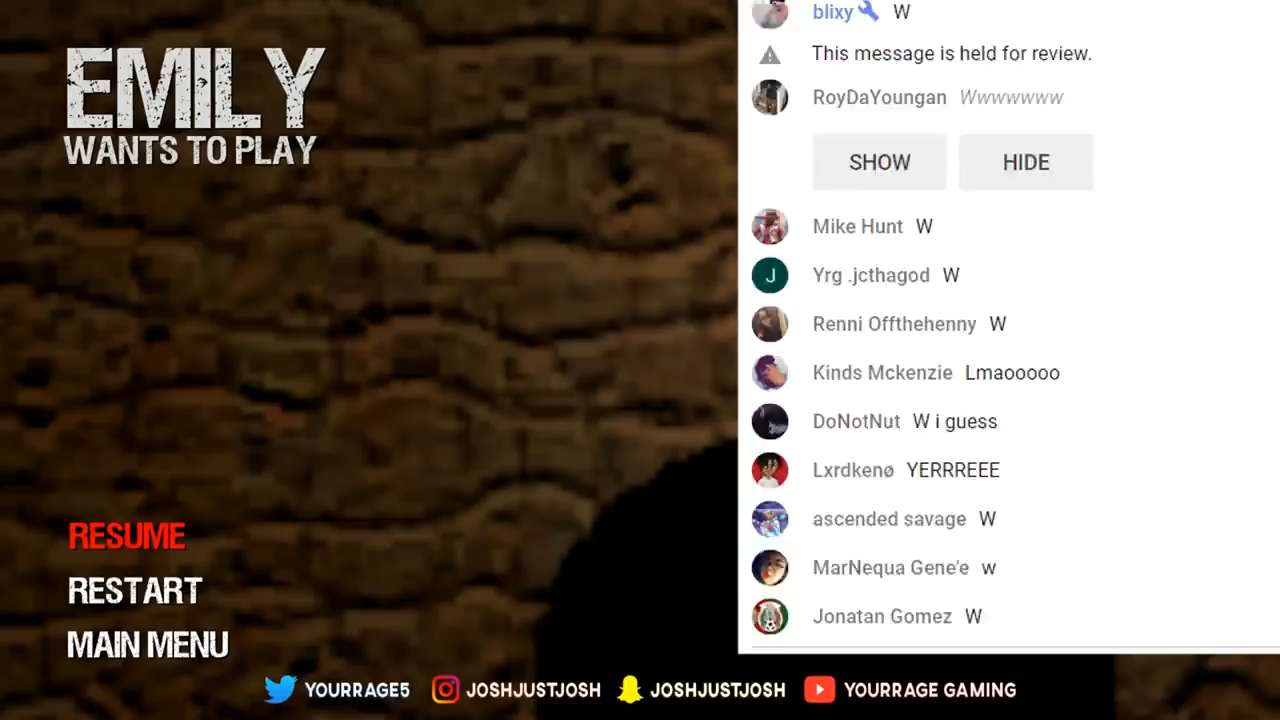 EMILY
WANTS TO PLAY
RESUME
RESTART
MAIN MENU
blixy W
This message is held for review.
RoyDaYoungan Wwwwwww
SHOW HIDE
Mike Hunt W
J Yrg .jcthagod W
Renni Offthehenny W
Kinds Mckenzie Lmaooooo
DoNotNut W i guess
Lxrdkenø YERRREEE
ascended savage W
MarNequa Gene'e w
Jonatan Gomez W
YOURRAGE5 JOSHJUSTJOSH JOSHJUSTJOSH YOURRAGE GAMING